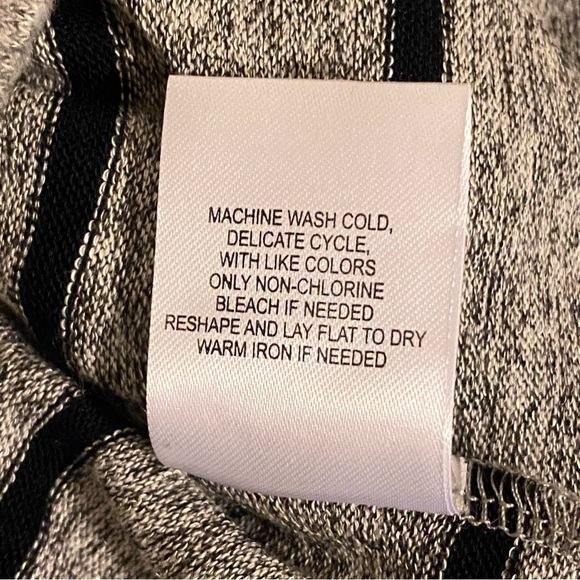 MACHINE WASH COLD,
DELICATE CYCLE,
WITH LIKE COLORS
ONLY NON-CHLORINE
BLEACH IF NEEDED
RESHAPE AND LAY FLAT TO DRY
WARM IRON IF NEEDED